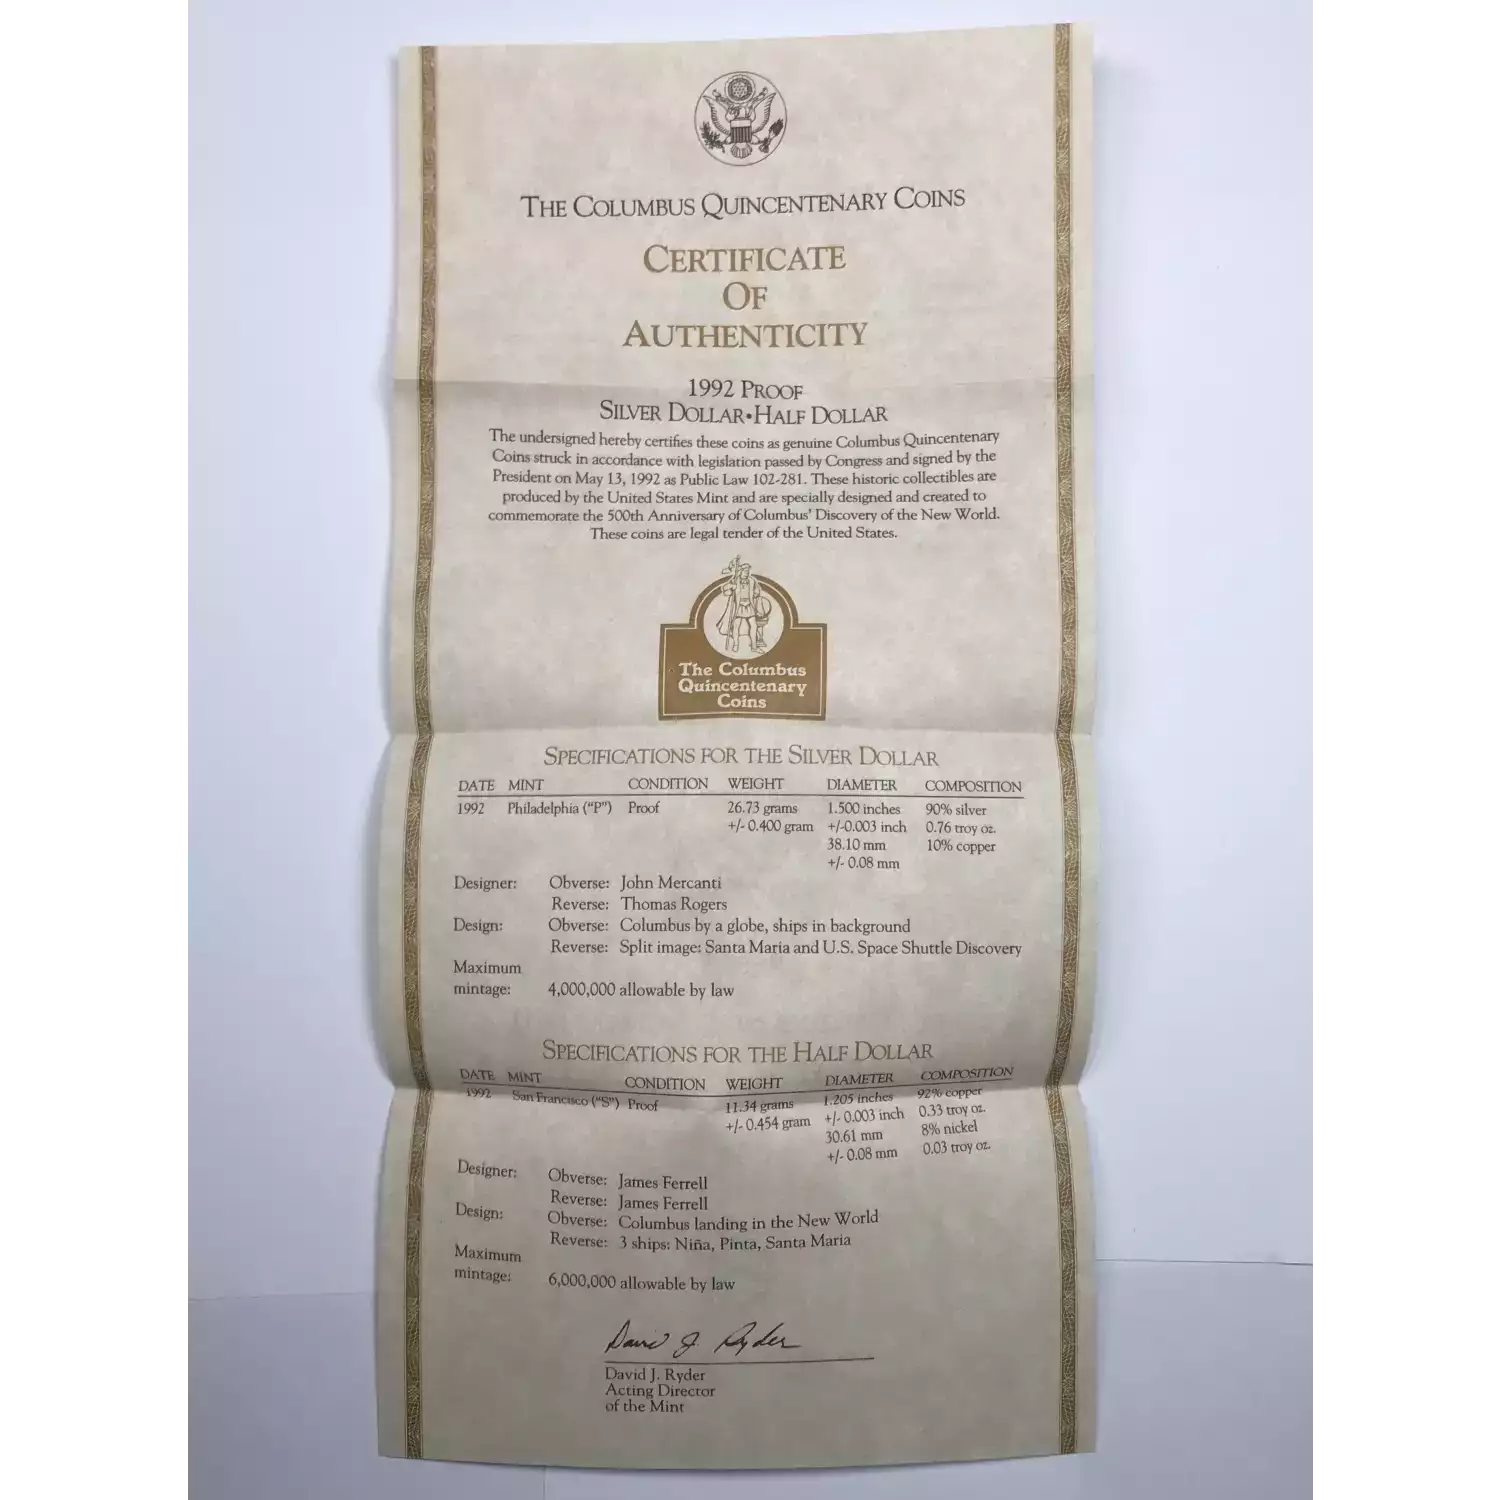 THE COLUMBUS QUINCENTENARY COINS
CERTIFICATE
OF
AUTHENTICITY
1992 PROOF
SILVER DOLLAR•HALF DOLLAR
The undersigned hereby certifies these coins as genuine Columbus Quincentenary
Coins struck in accordance with legislation passed by Congress and signed by the
President on May 13, 1992 as Public Law 102-281. These historic collectibles are
produced by the United States Mint and are specially designed and created to
commemorate the 500th Anniversary of Columbus' Discovery of the New World.
These coins are legal tender of the United States.
The Columbus
Quincentenary
Coins
SPECIFICATIONS FOR THE SILVER DOLLAR
DATE MINT CONDITION WEIGHT DIAMETER COMPOSITION
1992 Philadelphia ("P") Proof 26.73 grams 1.500 inches 90% silver
+/- 0.400 gram +/-0.003 inch 0.76 troy oz.
38.10 mm 10% copper
+/- 0.08 mm
Designer: Obverse: John Mercanti
Reverse: Thomas Rogers
Design: Obverse: Columbus by a globe, ships in background
Reverse: Split image: Santa Maria and U.S. Space Shuttle Discovery
Maximum
mintage: 4,000,000 allowable by law
SPECIFICATIONS FOR THE HALF DOLLAR
DATE MINT CONDITION WEIGHT DIAMETER COMPOSITION
1992 San Francisco ("S") Proof 11.34 grams 1.205 inches 92% copper
+/- 0.454 gram +/- 0.003 inch 0.33 troy oz.
30.61 mm 8% nickel
+/- 0.08 mm 0.03 troy oz.
Designer: Obverse: James Ferrell
Reverse: James Ferrell
Design: Obverse: Columbus landing in the New World
Reverse: 3 ships: Niña, Pinta, Santa Maria
Maximum
mintage: 6,000,000 allowable by law
David J. Ryder
David J. Ryder
Acting Director
of the Mint